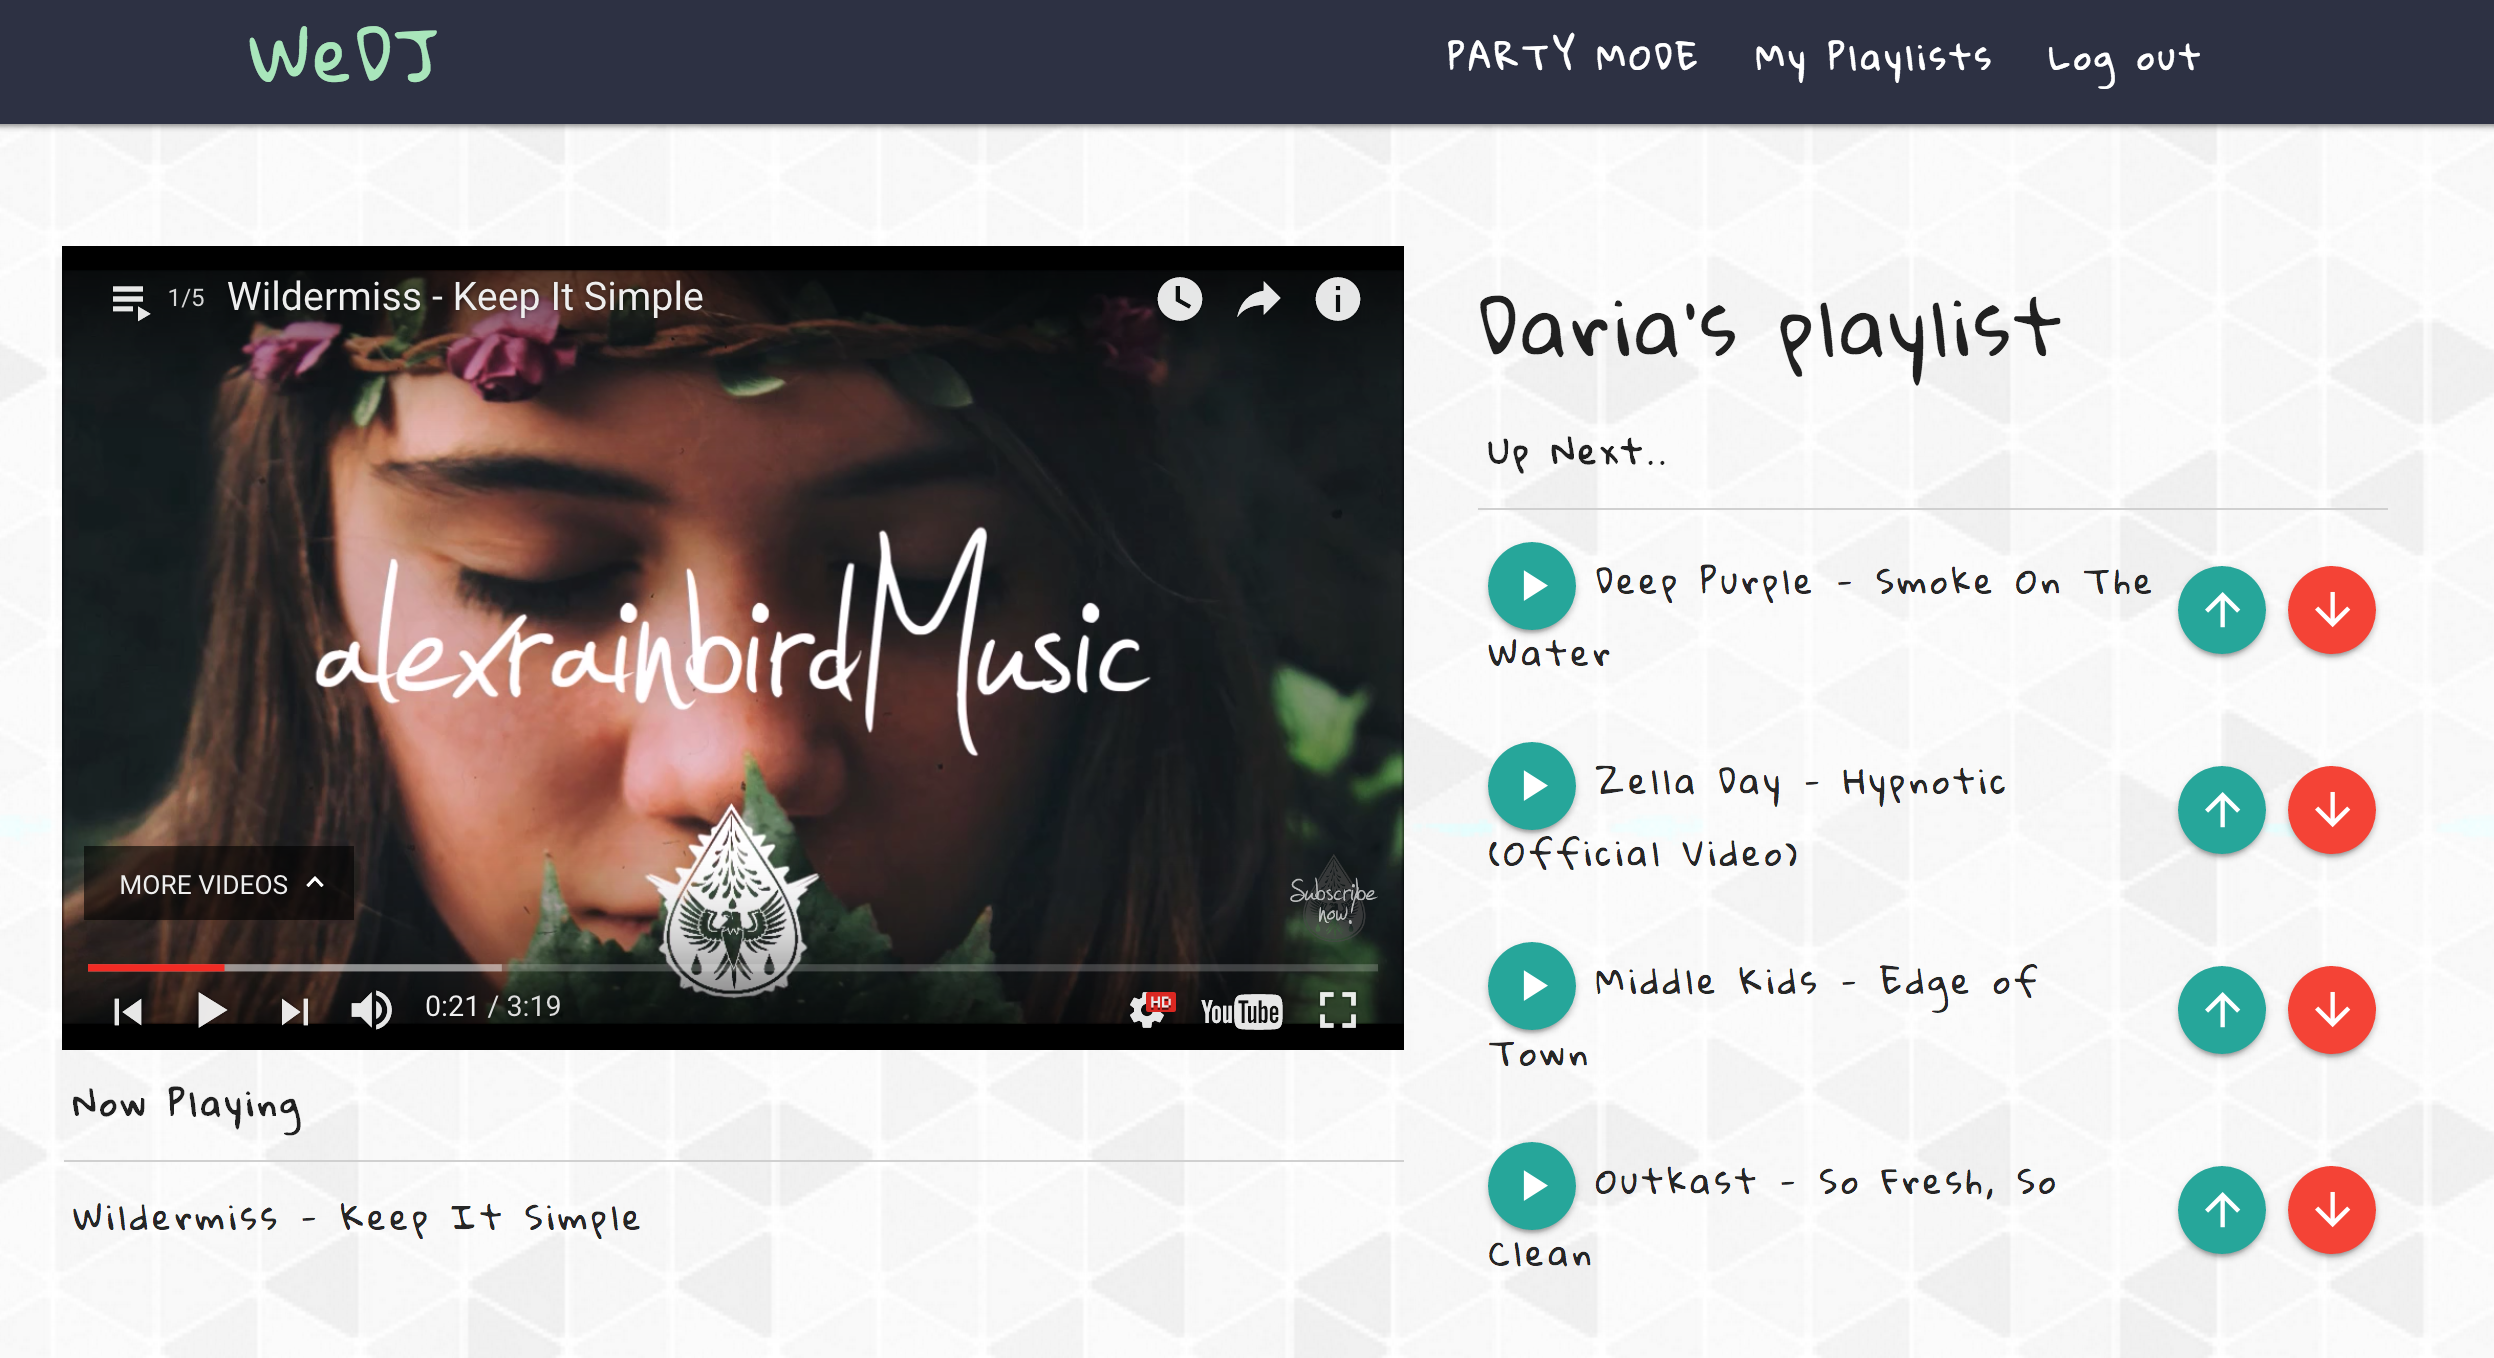 WeDJ
PARTY MODE My Playlists Log out
1/5 Wildermiss - Keep It Simple
alexrainbirdMusic
MORE VIDEOS
Subscribe
now!
0:21 / 3:19
HD
YouTube
Now Playing
Wildermiss - Keep It Simple
Daria's playlist
Up Next..
Deep Purple - Smoke On The
Water
Zella Day - Hypnotic
(Official Video)
Middle Kids - Edge of
Town
Outkast - So Fresh, So
Clean